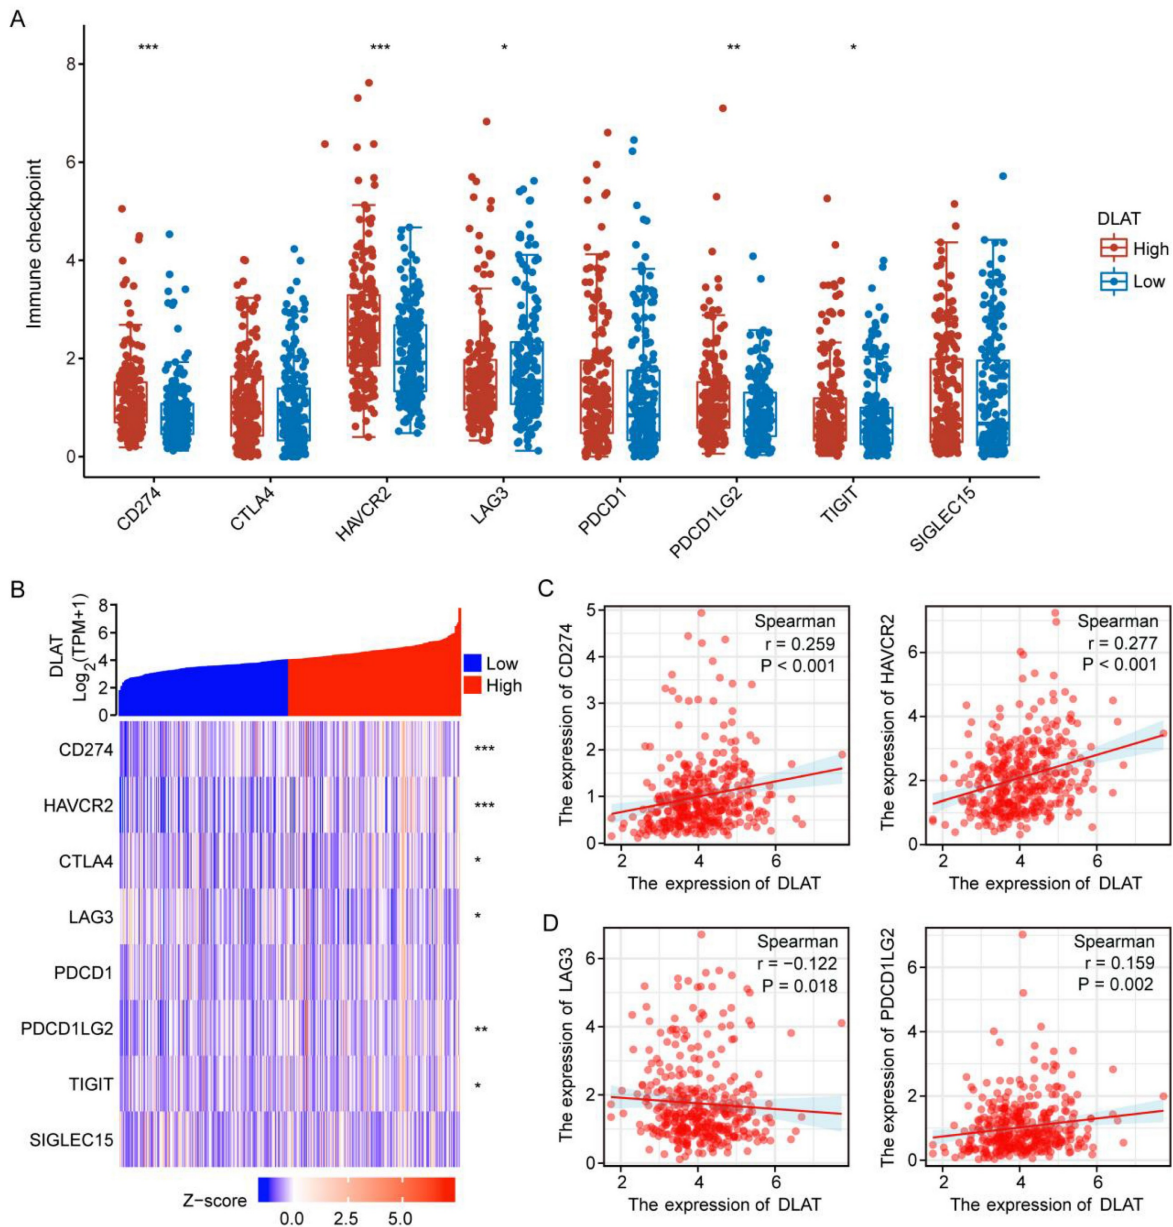 A
*** *** * ** *
Immune checkpoint
8
6
4
2
0
CD274 CTLA4 HAVCR2 LAG3 PDCD1 PDCD1LG2 TIGIT SIGLEC15
DLAT
High
Low
B
DLAT
Log2(TPM+1)
8
6
4
2
0
Low
High
CD274 ***
HAVCR2 ***
CTLA4 *
LAG3 *
PDCD1
PDCD1LG2 **
TIGIT *
SIGLEC15
Z−score
0.0 2.5 5.0
C
The expression of CD274
5
4
3
2
1
0
Spearman
r = 0.259
P < 0.001
2 4 6
The expression of DLAT
The expression of HAVCR2
6
4
2
0
Spearman
r = 0.277
P < 0.001
2 4 6
The expression of DLAT
D
The expression of LAG3
6
4
2
0
Spearman
r = −0.122
P = 0.018
2 4 6
The expression of DLAT
The expression of PDCD1LG2
6
4
2
0
Spearman
r = 0.159
P = 0.002
2 4 6
The expression of DLAT